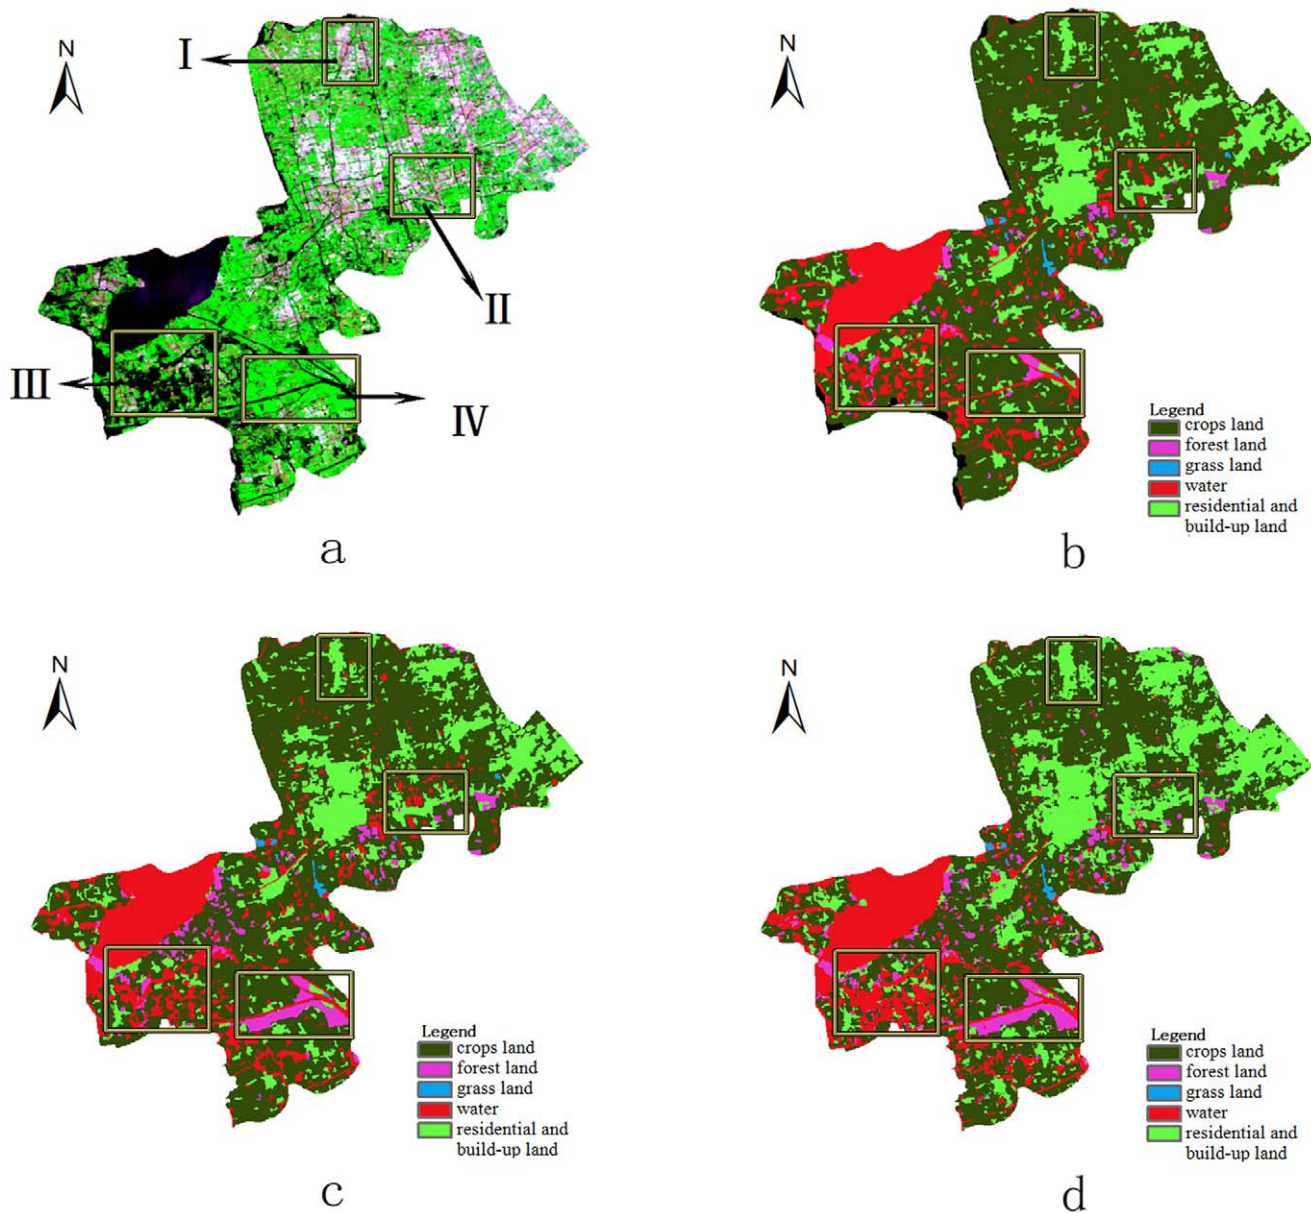 N
I
II
III
IV
a
N
Legend
crops land
forest land
grass land
water
residential and
build-up land
b
N
Legend
crops land
forest land
grass land
water
residential and
build-up land
c
N
Legend
crops land
forest land
grass land
water
residential and
build-up land
d